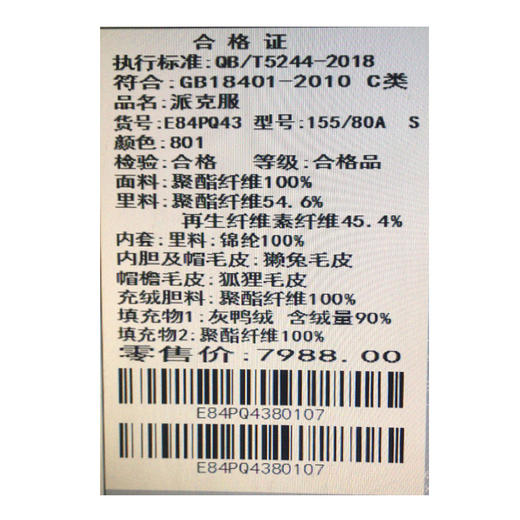 合格证
执行标准:QB/T5244-2018
符合:GB18401-2010 C类
品名:派克服
货号:E84PQ43 型号:155/80A S
颜色:801
检验:合格 等级:合格品
面料:聚酯纤维100%
里料:聚酯纤维54.6%
再生纤维素纤维45.4%
内套:里料:锦纶100%
内胆及帽毛皮:獭兔毛皮
帽檐毛皮:狐狸毛皮
充绒胆料:聚酯纤维100%
填充物1:灰鸭绒 含绒量90%
填充物2:聚酯纤维100%
零售价:7988.00
E84PQ4380107
E84PQ4380107